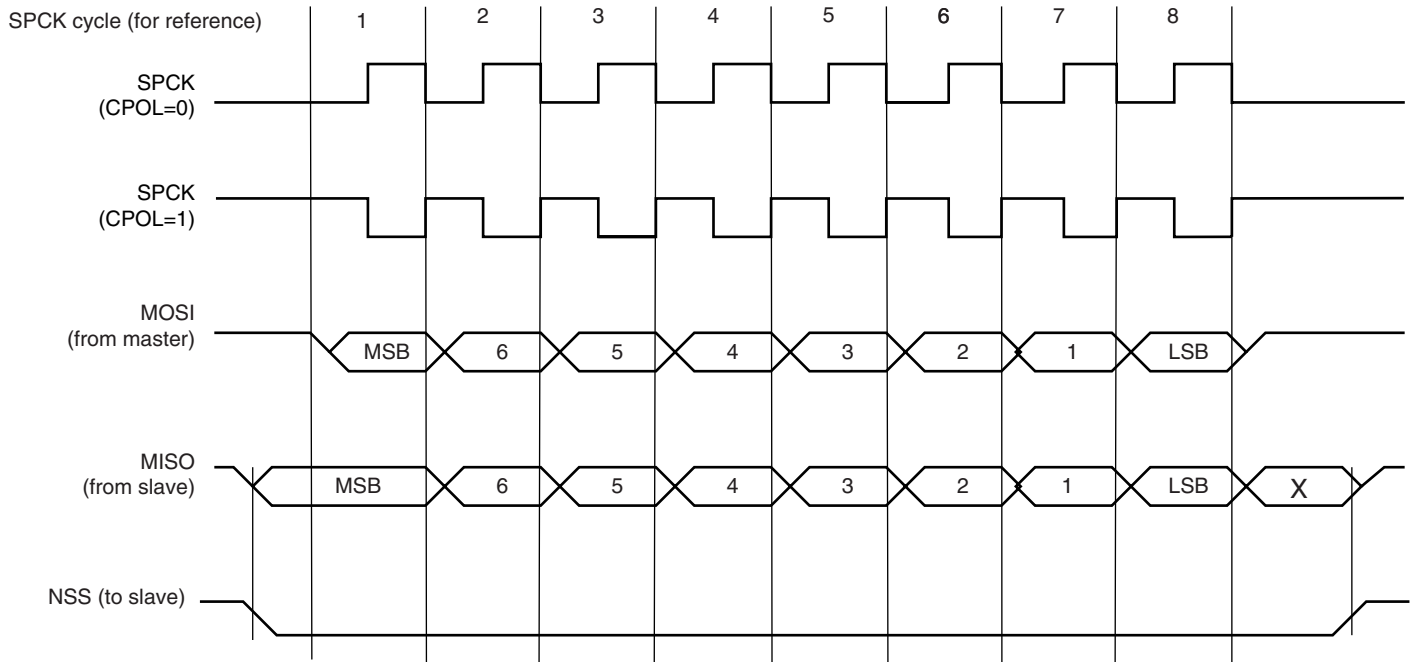 SPCK cycle (for reference) 1 2 3 4 5 6 7 8
SPCK
(CPOL=0)
SPCK
(CPOL=1)
MOSI
(from master)
MSB 6 5 4 3 2 1 LSB
MISO
(from slave)
MSB 6 5 4 3 2 1 LSB X
NSS (to slave)